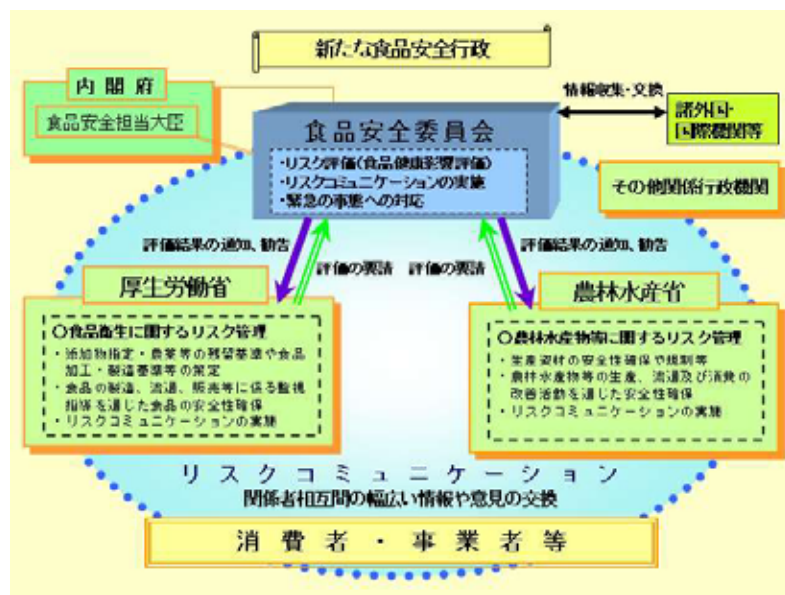 新たな食品安全行政
内閣府
食品安全担当大臣
情報収集・交換
諸外国・
国際機関等
食品安全委員会
・リスク評価(食品健康影響評価)
・リスクコミュニケーションの実施
・緊急の事態への対応
その他関係行政機関
評価結果の通知、勧告
評価の要請
評価の要請
評価結果の通知、勧告
厚生労働省
○食品衛生に関するリスク管理
・添加物指定・農薬等の残留基準や食品
加工・製造基準等の策定
・食品の製造、流通、販売等に係る監視
指導を通じた食品の安全性確保
・リスクコミュニケーションの実施
農林水産省
○農林水産物等に関するリスク管理
・生産資材の安全性確保や規制等
・農林水産物等の生産、流通及び消費の
改善活動を通じた安全性確保
・リスクコミュニケーションの実施
リスクコミュニケーション
関係者相互間の幅広い情報や意見の交換
消費者・事業者等